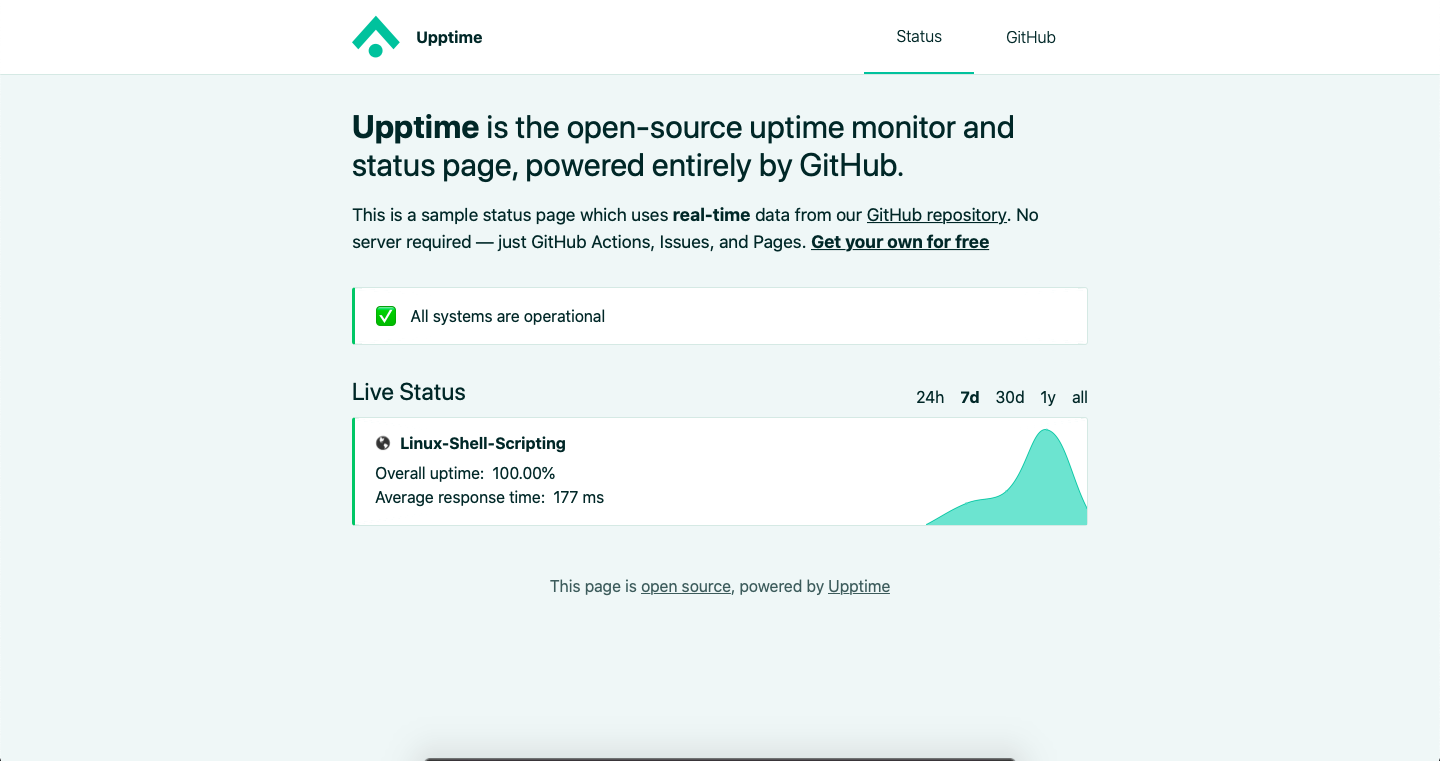 Upptime
Status
GitHub
Upptime is the open-source uptime monitor and
status page, powered entirely by GitHub.
This is a sample status page which uses real-time data from our GitHub repository. No
server required — just GitHub Actions, Issues, and Pages. Get your own for free
✅ All systems are operational
Live Status
24h 7d 30d 1y all
Linux-Shell-Scripting
Overall uptime: 100.00%
Average response time: 177 ms
This page is open source, powered by Upptime